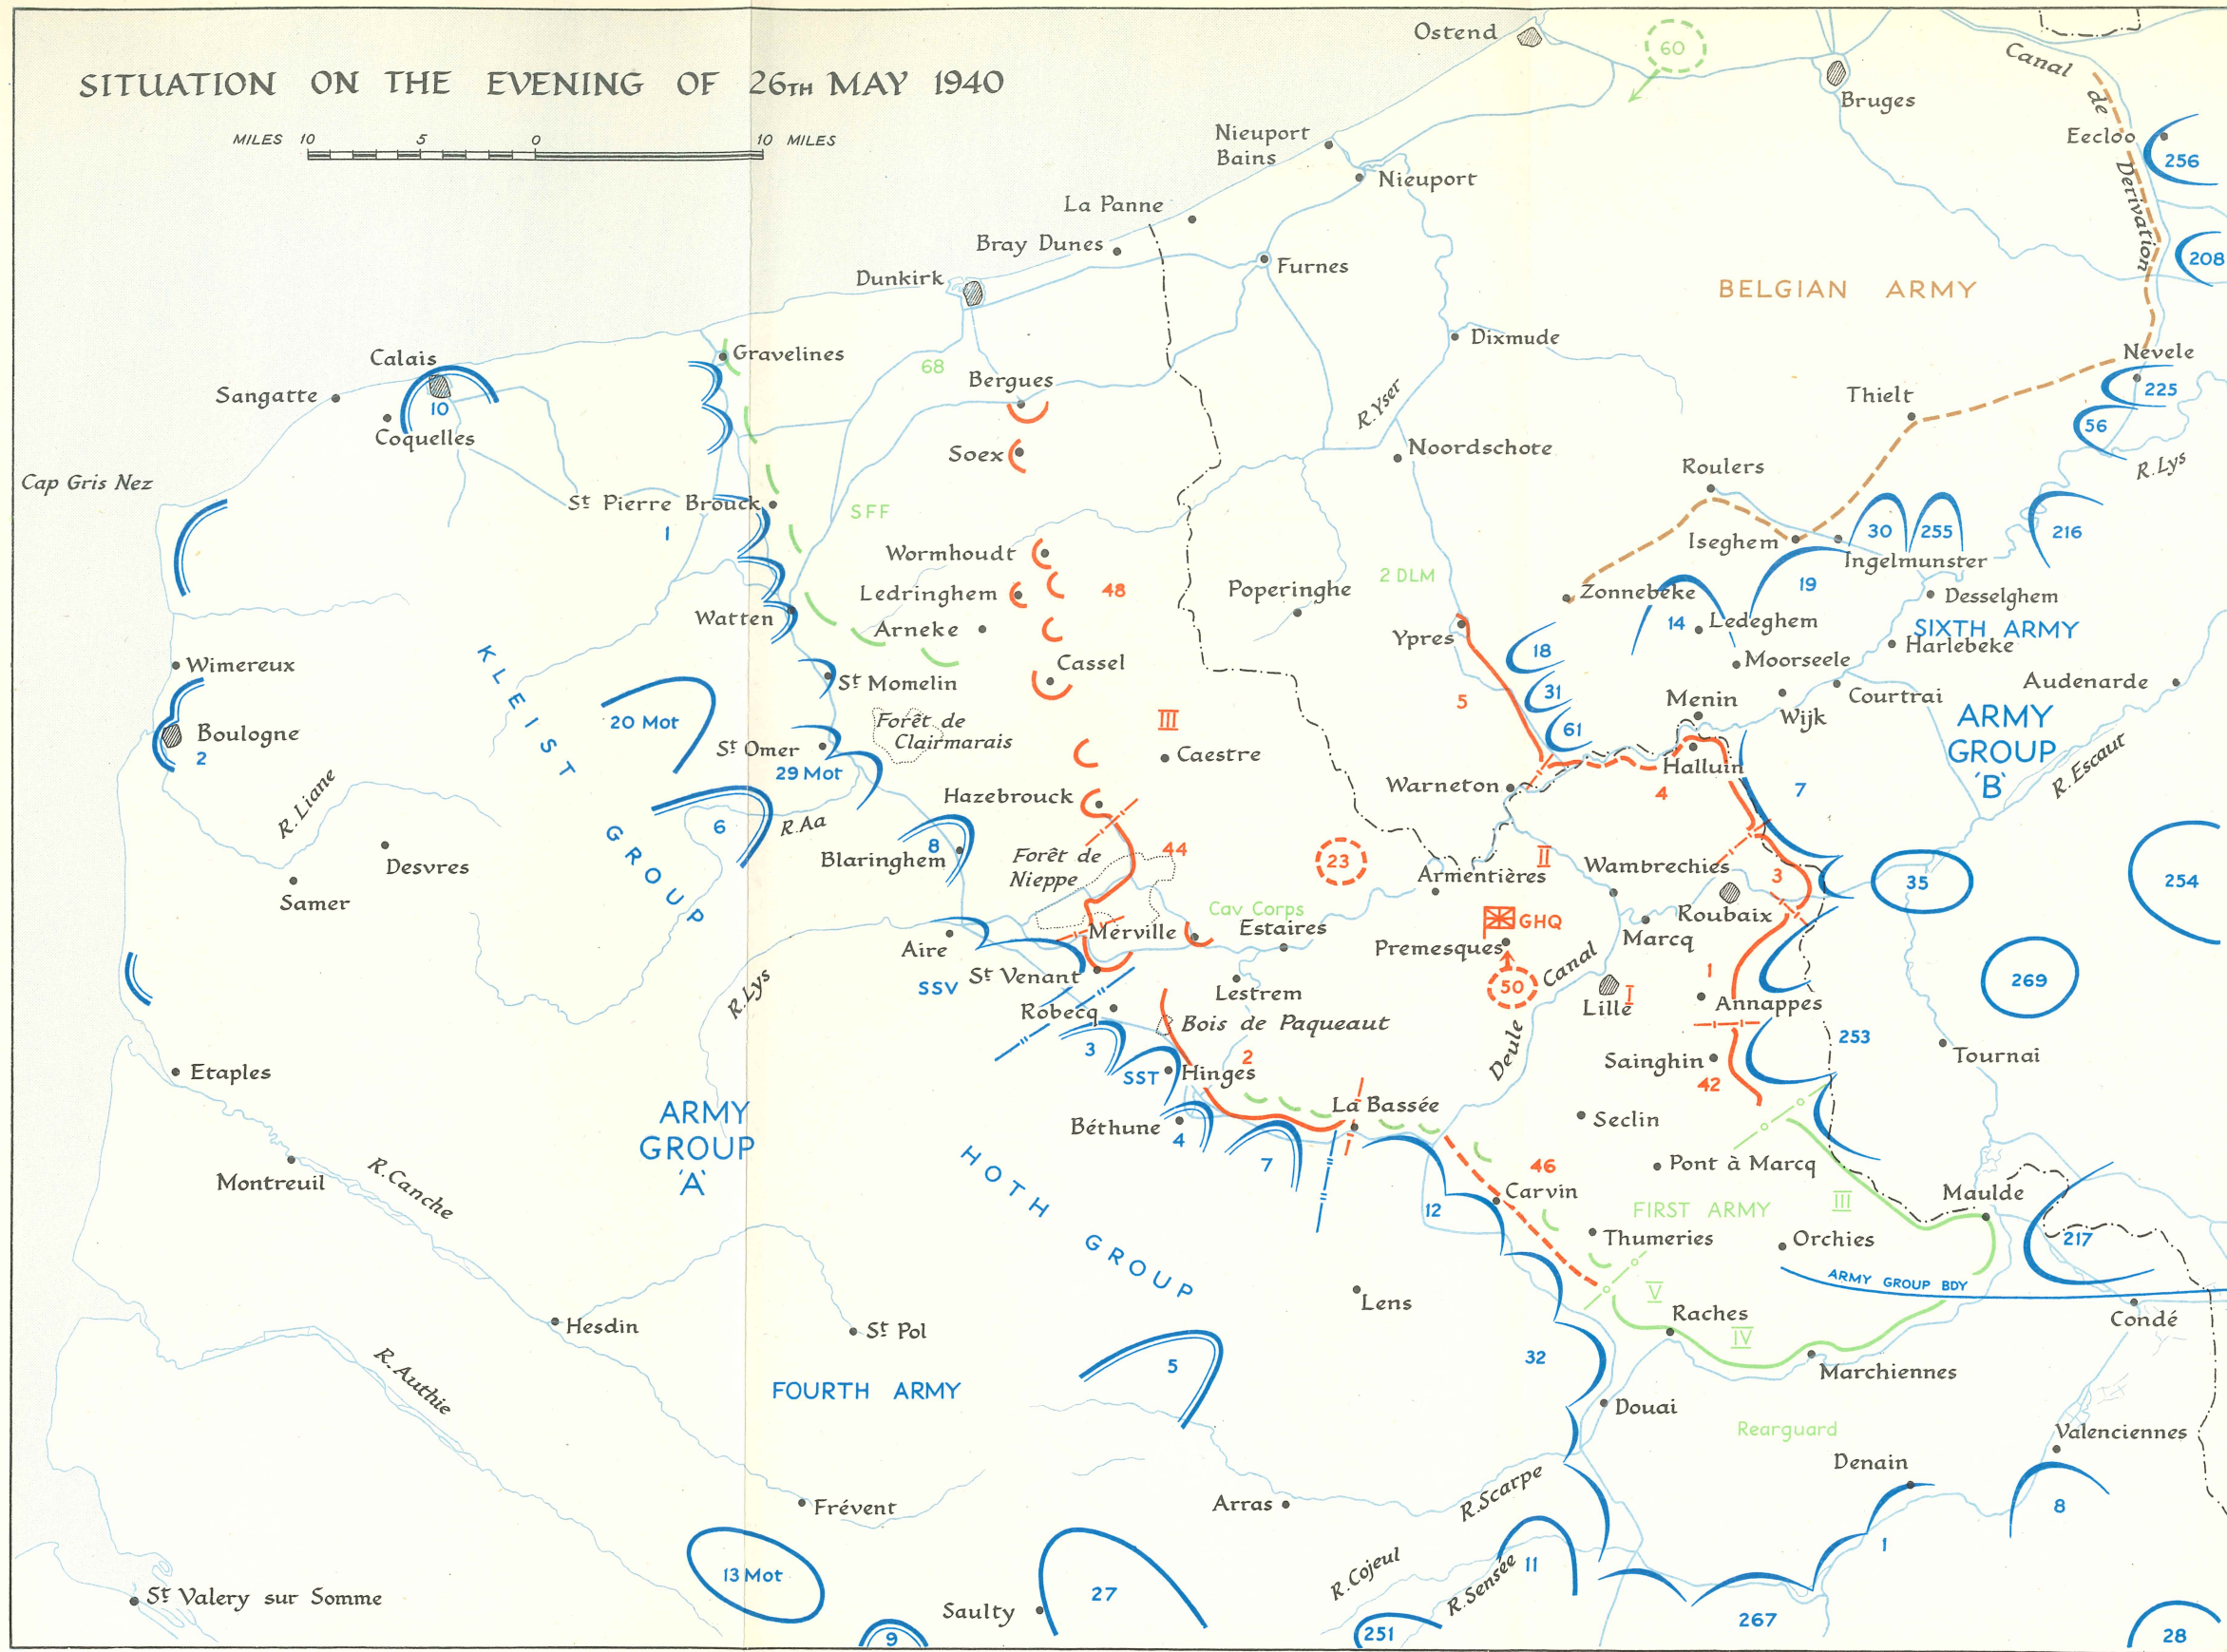 SITUATION ON THE EVENING OF 26TH MAY 1940
MILES 10 5 0 10 MILES
Ostend
60
Bruges
Canal de Derivation
Eecloo
256
208
Nieuport
Bains
Nieuport
La Panne
Bray Dunes
Furnes
Dunkirk
BELGIAN ARMY
Dixmude
Nevele
225
56
R. Lys
Thielt
Gravelines
68
Bergues
Calais
10
Sangatte
Coquelles
Cap Gris Nez
Soex
R. Yser
Noordschote
Roulers
St Pierre Brouck
1
SFF
Wormhoudt
Ledringhem
48
Arneke
Watten
Cassel
2 DLM
Poperinghe
Ypres
5
18
31
61
Zonnebeke
14
Ledeghem
Iseghem
Ingelmunster
30
255
216
19
Desselghem
SIXTH ARMY
Harlebeke
Moorseele
Courtrai
Wijk
Menin
Halluin
Audenarde
ARMY
GROUP
'B'
R. Escaut
Wimereux
Boulogne
2
R. Liane
Desvres
Samer
KLEIST GROUP
20 Mot
St Momelin
Forêt de
Clairmarais
St Omer
29 Mot
6
R. Aa
III
Caestre
Hazebrouck
8
Blaringhem
Forêt de
Nieppe
44
23
Warneton
4
7
II
Armentières
Wambrechies
3
Roubaix
35
254
Cav Corps
Estaires
Merville
Aire
SSV
St Venant
GHQ
Premesques
50
Marcq
Deule Canal
Lille
I
1
Annappes
269
253
Tournai
R. Lys
Robecq
Lestrem
Bois de Paqueaut
3
SST
Hinges
2
Sainghin
42
Etaples
ARMY
GROUP
'A'
Béthune
4
7
La Bassée
Seclin
Pont à Marcq
Montreuil
R. Canche
HOTH GROUP
12
46
Carvin
FIRST ARMY
III
Maulde
Thumeries
Orchies
217
ARMY GROUP BDY
Condé
V
Raches
IV
Marchiennes
Lens
Hesdin
St Pol
R. Authie
FOURTH ARMY
5
32
Douai
Rearguard
Valenciennes
Denain
Frévent
Arras
R. Scarpe
8
1
13 Mot
27
Saulty
9
R. Cojeul
R. Sensée
11
251
267
28
St Valery sur Somme